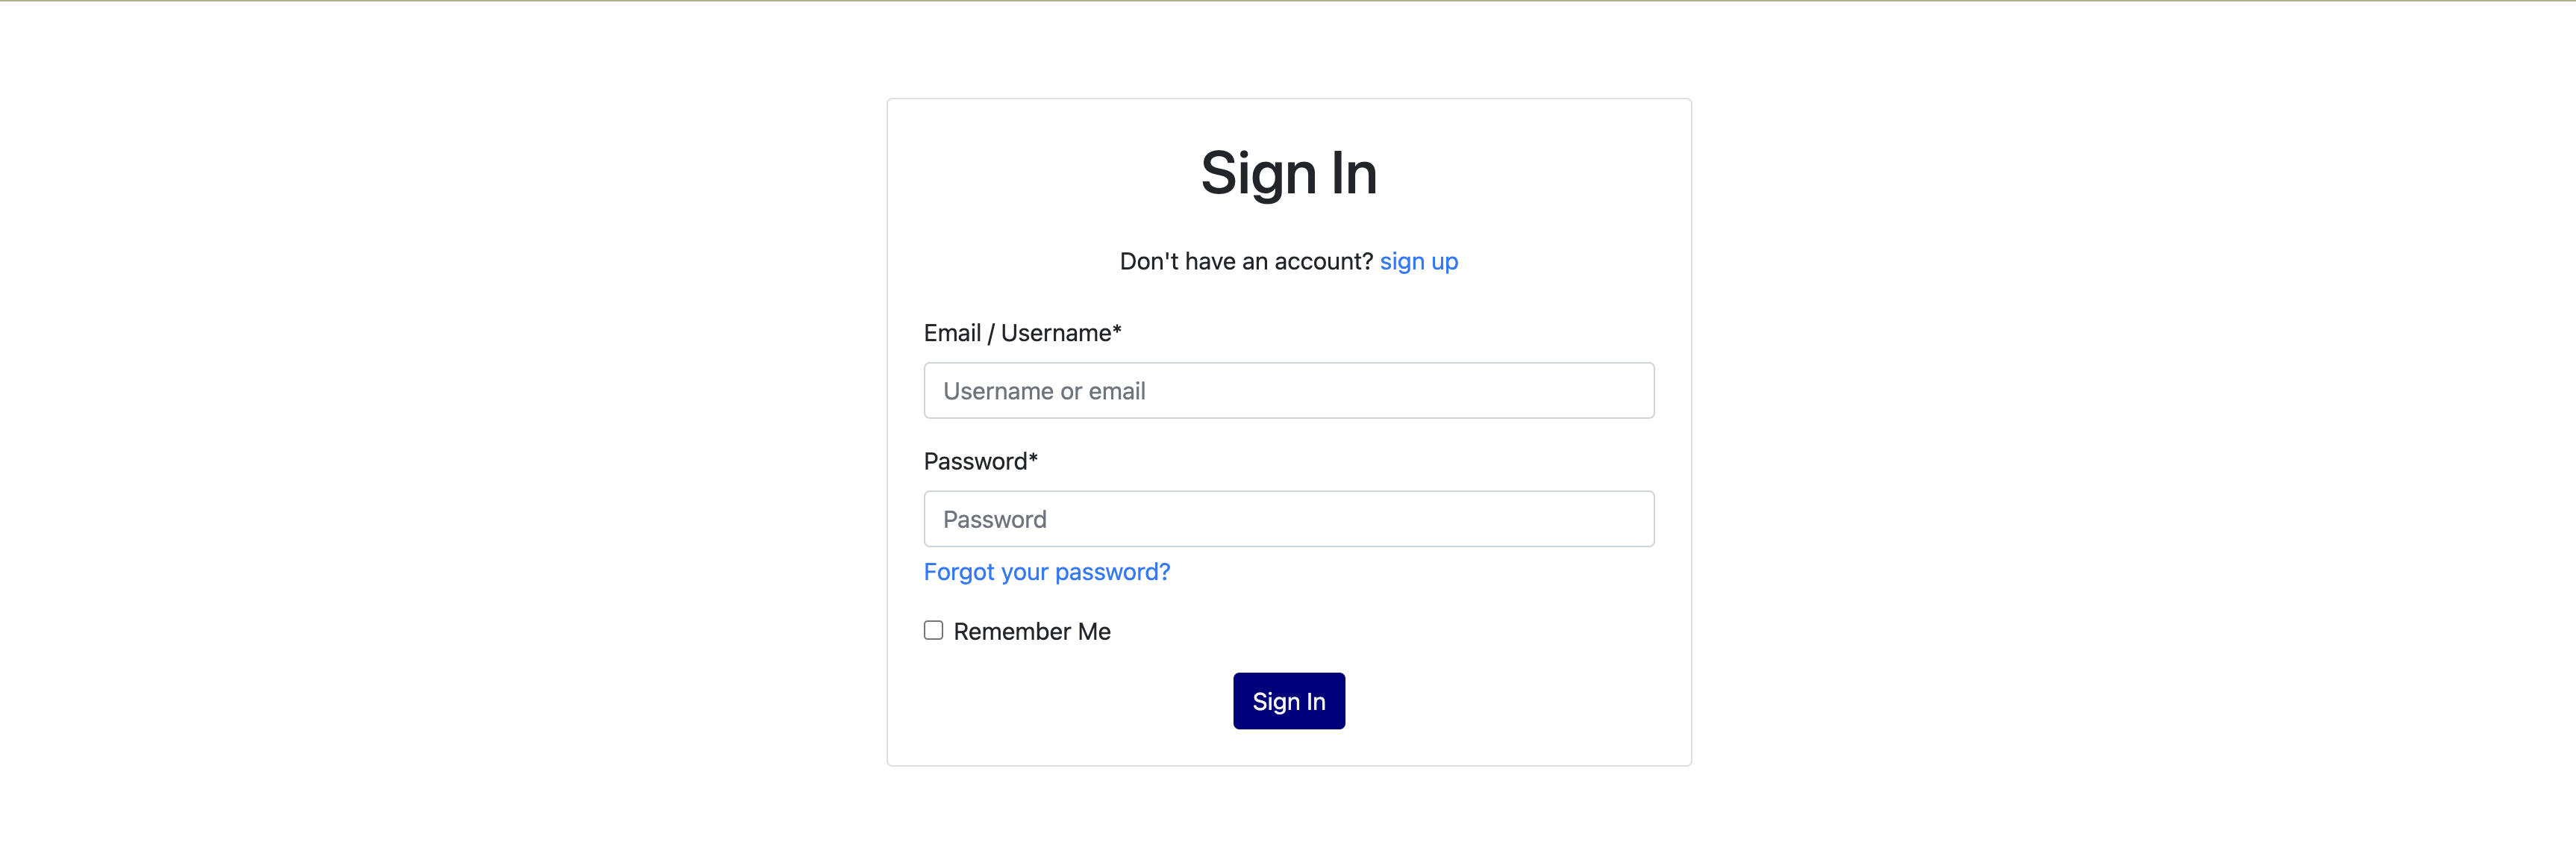 Sign In
Don't have an account? sign up
Email / Username*
Username or email
Password*
Password
Forgot your password?
Remember Me
Sign In